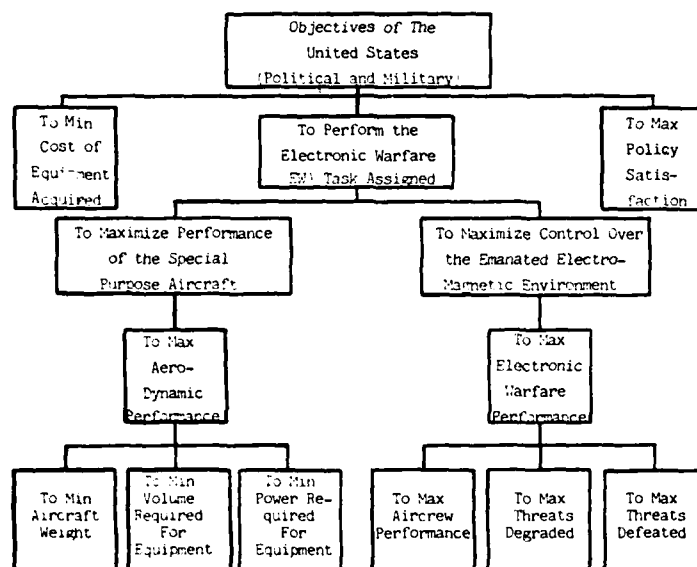 Objectives of The
United States
(Political and Military)
To Min
Cost of
Equipment
Acquired
To Perform the
Electronic Warfare
EW) Task Assigned
To Max
Policy
Satis-
faction
To Maximize Performance
of the Special
Purpose Aircraft
To Maximize Control Over
the Emanated Electro-
Magnetic Environment
To Max
Aero-
Dynamic
Performance
To Max
Electronic
Warfare
Performance
To Min
Aircraft
Weight
To Min
Volume
Required
For
Equipment
To Min
Power Re-
quired
For
Equipment
To Max
Aircrew
Performance
To Max
Threats
Degraded
To Max
Threats
Defeated